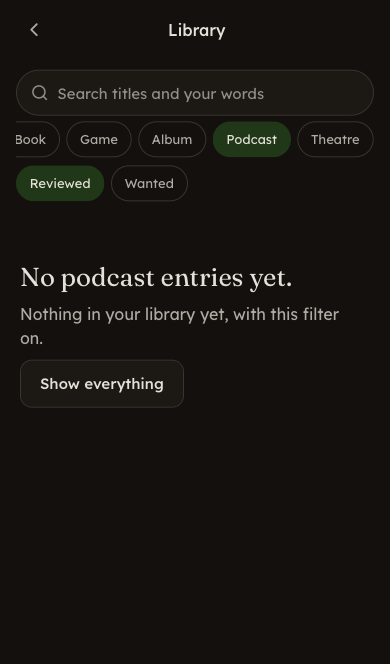 Library
Search titles and your words
Book Game Album Podcast Theatre
Reviewed Wanted
No podcast entries yet.
Nothing in your library yet, with this filter
on.
Show everything